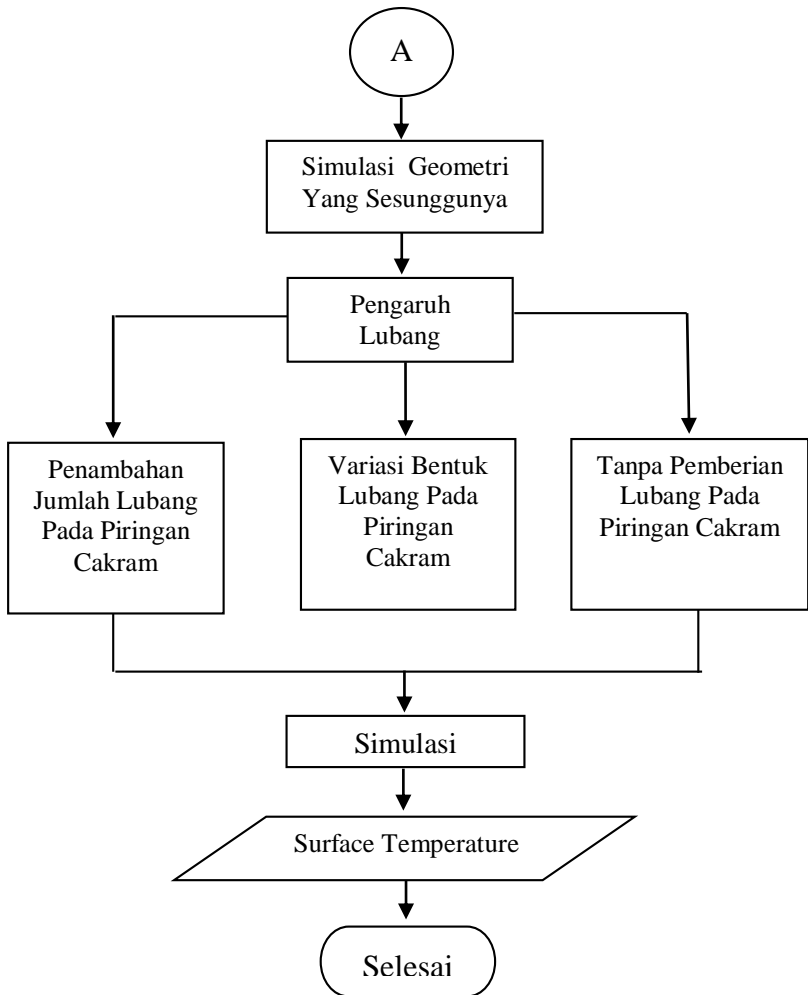 A
Simulasi Geometri
Yang Sesunggunya
Pengaruh
Lubang
Penambahan
Jumlah Lubang
Pada Piringan
Cakram
Variasi Bentuk
Lubang Pada
Piringan
Cakram
Tanpa Pemberian
Lubang Pada
Piringan Cakram
Simulasi
Surface Temperature
Selesai